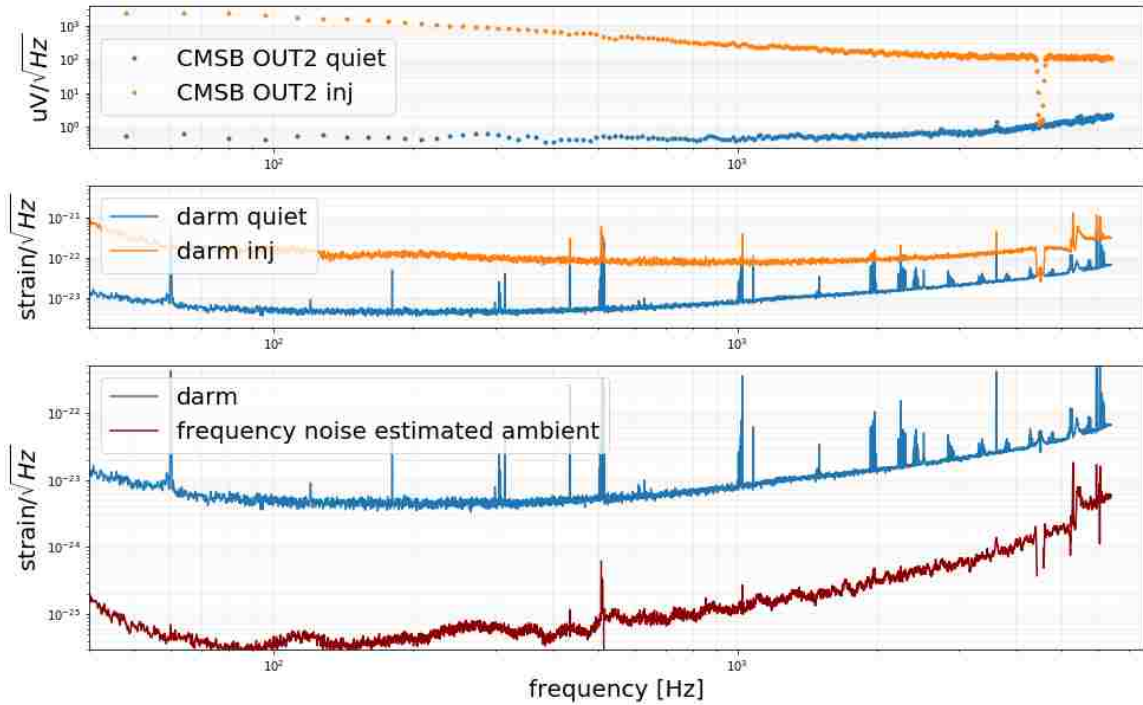 10³
10²
10¹
10⁰
uV/√Hz
CMSB OUT2 quiet
CMSB OUT2 inj
10²
10³
10⁻²¹
10⁻²²
10⁻²³
strain/√Hz
darm quiet
darm inj
10²
10³
10⁻²²
10⁻²³
10⁻²⁴
10⁻²⁵
strain/√Hz
darm
frequency noise estimated ambient
10²
10³
frequency [Hz]